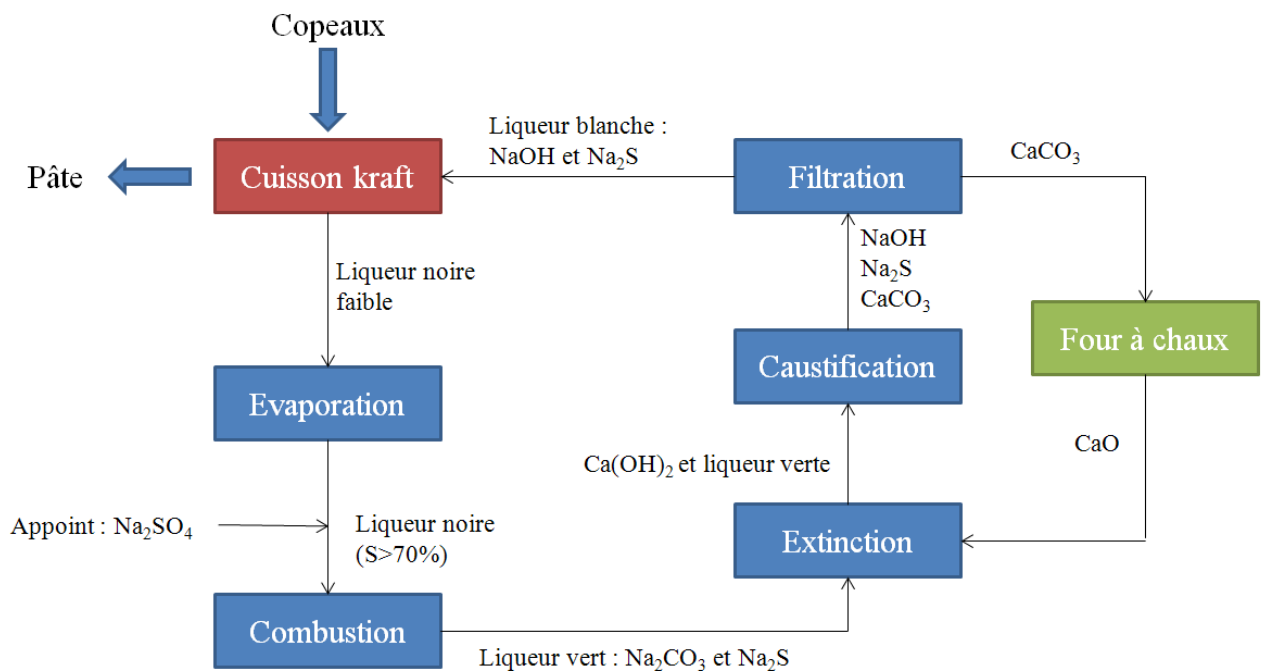 Copeaux
Liqueur blanche :
NaOH et Na₂S
CaCO₃
Pâte
Cuisson kraft
Filtration
NaOH
Na₂S
CaCO₃
Liqueur noire
faible
Four à chaux
Caustification
Evaporation
CaO
Ca(OH)₂ et liqueur verte
Appoint : Na₂SO₄
Liqueur noire
(S>70%)
Extinction
Combustion
Liqueur vert : Na₂CO₃ et Na₂S